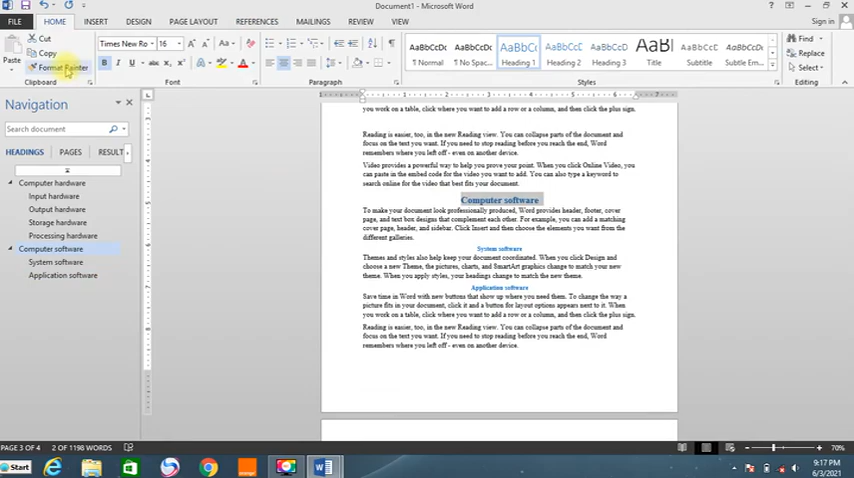 Document1 - Microsoft Word
FILE HOME INSERT DESIGN PAGE LAYOUT REFERENCES MAILINGS REVIEW VIEW Sign in
Paste Cut Copy Format Painter
Times New Ro 16
AaBbCcDc AaBbCcDc AaBbCc AaBbCcC AaBbCcD AaBl AaBbCcD AaBbCcDc
¶ Normal ¶ No Spac... Heading 1 Heading 2 Heading 3 Title Subtitle Subtle Em...
Find Replace Select
Clipboard Font Paragraph Styles Editing
Navigation
Search document
HEADINGS PAGES RESULT
Computer hardware
Input hardware
Output hardware
Storage hardware
Processing hardware
Computer software
System software
Application software
you work on a table, click where you want to add a row or a column, and then click the plus sign.
Reading is easier, too, in the new Reading view. You can collapse parts of the document and
focus on the text you want. If you need to stop reading before you reach the end, Word
remembers where you left off - even on another device.
Video provides a powerful way to help you prove your point. When you click Online Video, you
can paste in the embed code for the video you want to add. You can also type a keyword to
search online for the video that best fits your document.
Computer software
To make your document look professionally produced, Word provides header, footer, cover
page, and text box designs that complement each other. For example, you can add a matching
cover page, header, and sidebar. Click Insert and then choose the elements you want from the
different galleries.
System software
Themes and styles also help keep your document coordinated. When you click Design and
choose a new Theme, the pictures, charts, and SmartArt graphics change to match your new
theme. When you apply styles, your headings change to match the new theme.
Application software
Save time in Word with new buttons that show up where you need them. To change the way a
picture fits in your document, click it and a button for layout options appears next to it. When
you work on a table, click where you want to add a row or a column, and then click the plus sign.
Reading is easier, too, in the new Reading view. You can collapse parts of the document and
focus on the text you want. If you need to stop reading before you reach the end, Word
remembers where you left off - even on another device.
PAGE 3 OF 4 2 OF 1198 WORDS 70%
Start
9:17 PM
6/3/2021